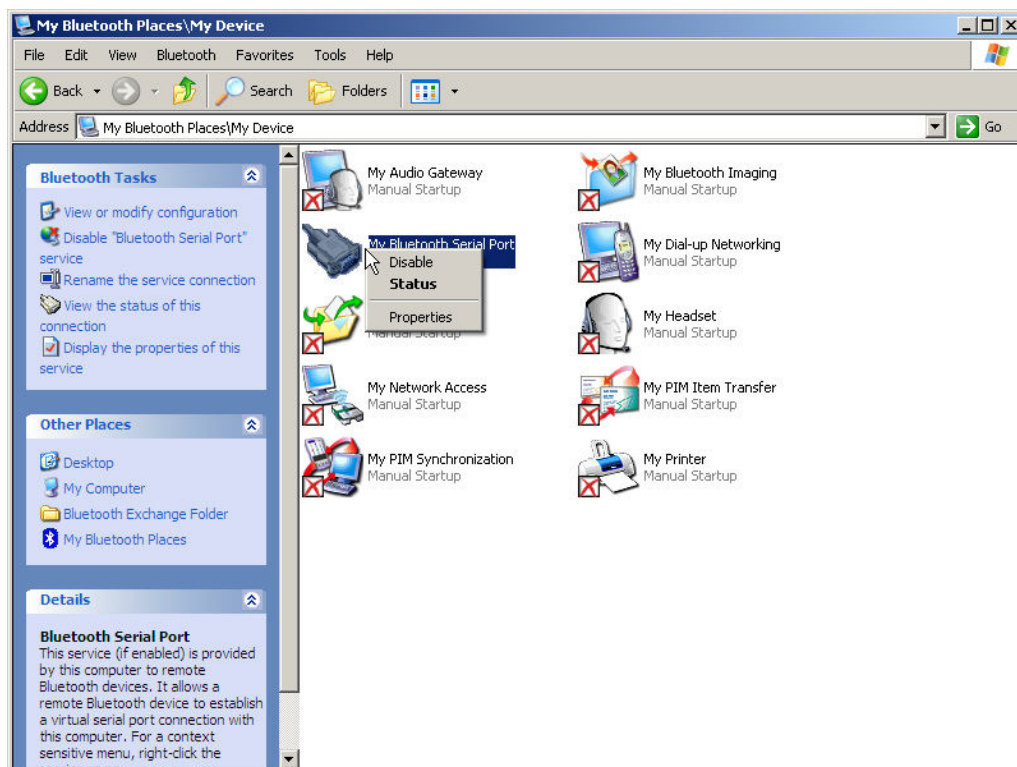 My Bluetooth Places\My Device
File Edit View Bluetooth Favorites Tools Help
Back Search Folders
Address My Bluetooth Places\My Device Go
Bluetooth Tasks
View or modify configuration
Disable "Bluetooth Serial Port"
service
Rename the service connection
View the status of this
connection
Display the properties of this
service
Other Places
Desktop
My Computer
Bluetooth Exchange Folder
My Bluetooth Places
Details
Bluetooth Serial Port
This service (if enabled) is provided
by this computer to remote
Bluetooth devices. It allows a
remote Bluetooth device to establish
a virtual serial port connection with
this computer. For a context
sensitive menu, right-click the
My Audio Gateway
Manual Startup
My Bluetooth Imaging
Manual Startup
My Bluetooth Serial Port
Disable
Status
Properties
My Dial-up Networking
Manual Startup
Manual Startup
My Headset
Manual Startup
My Network Access
Manual Startup
My PIM Item Transfer
Manual Startup
My PIM Synchronization
Manual Startup
My Printer
Manual Startup